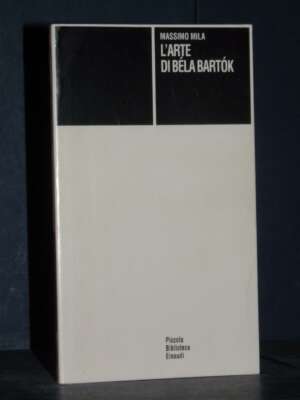 MASSIMO MILA
L'ARTE
DI BÉLA BARTÓK
Piccola
Biblioteca
Einaudi